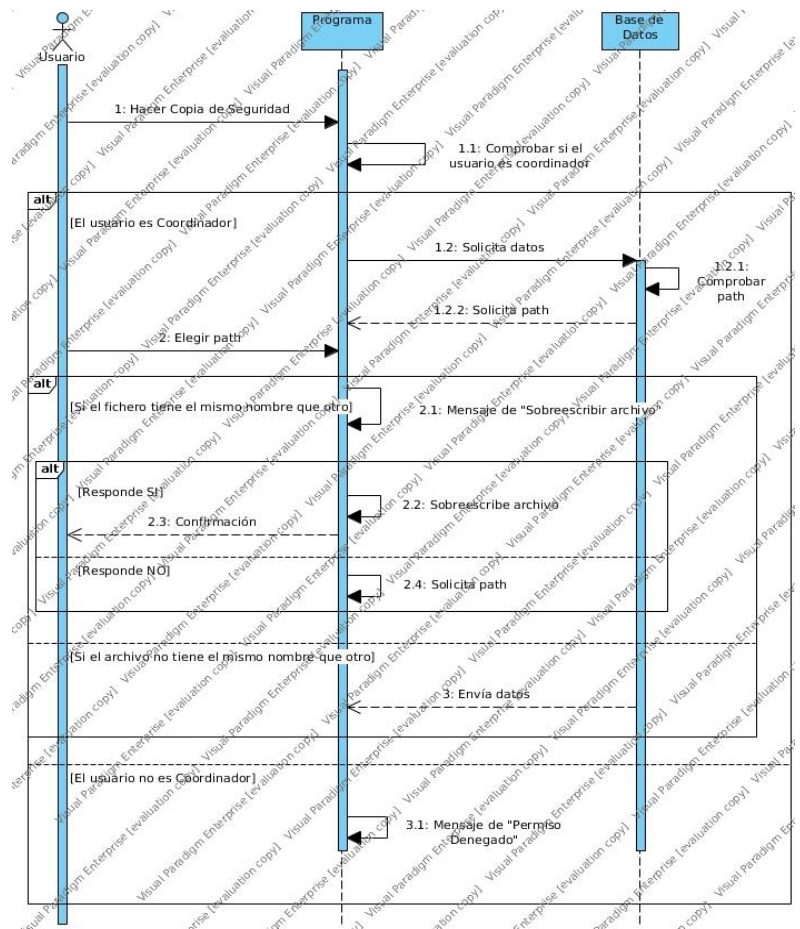 Usuario
Programa
Base de
Datos
1: Hacer Copia de Seguridad
1.1: Comprobar si el
usuario es coordinador
alt
[El usuario es Coordinador]
1.2: Solicita datos
1.2.1:
Comprobar
path
1.2.2: Solicita path
2: Elegir path
alt
[Si el fichero tiene el mismo nombre que otro]
2.1: Mensaje de "Sobreescribir archivo"
alt
[Responde SI]
2.2: Sobreescribe archivo
2.3: Confirmación
[Responde NO]
2.4: Solicita path
[Si el archivo no tiene el mismo nombre que otro]
3: Envía datos
[El usuario no es Coordinador]
3.1: Mensaje de "Permiso
Denegado"
Visual Paradigm Enterprise [evaluation copy]